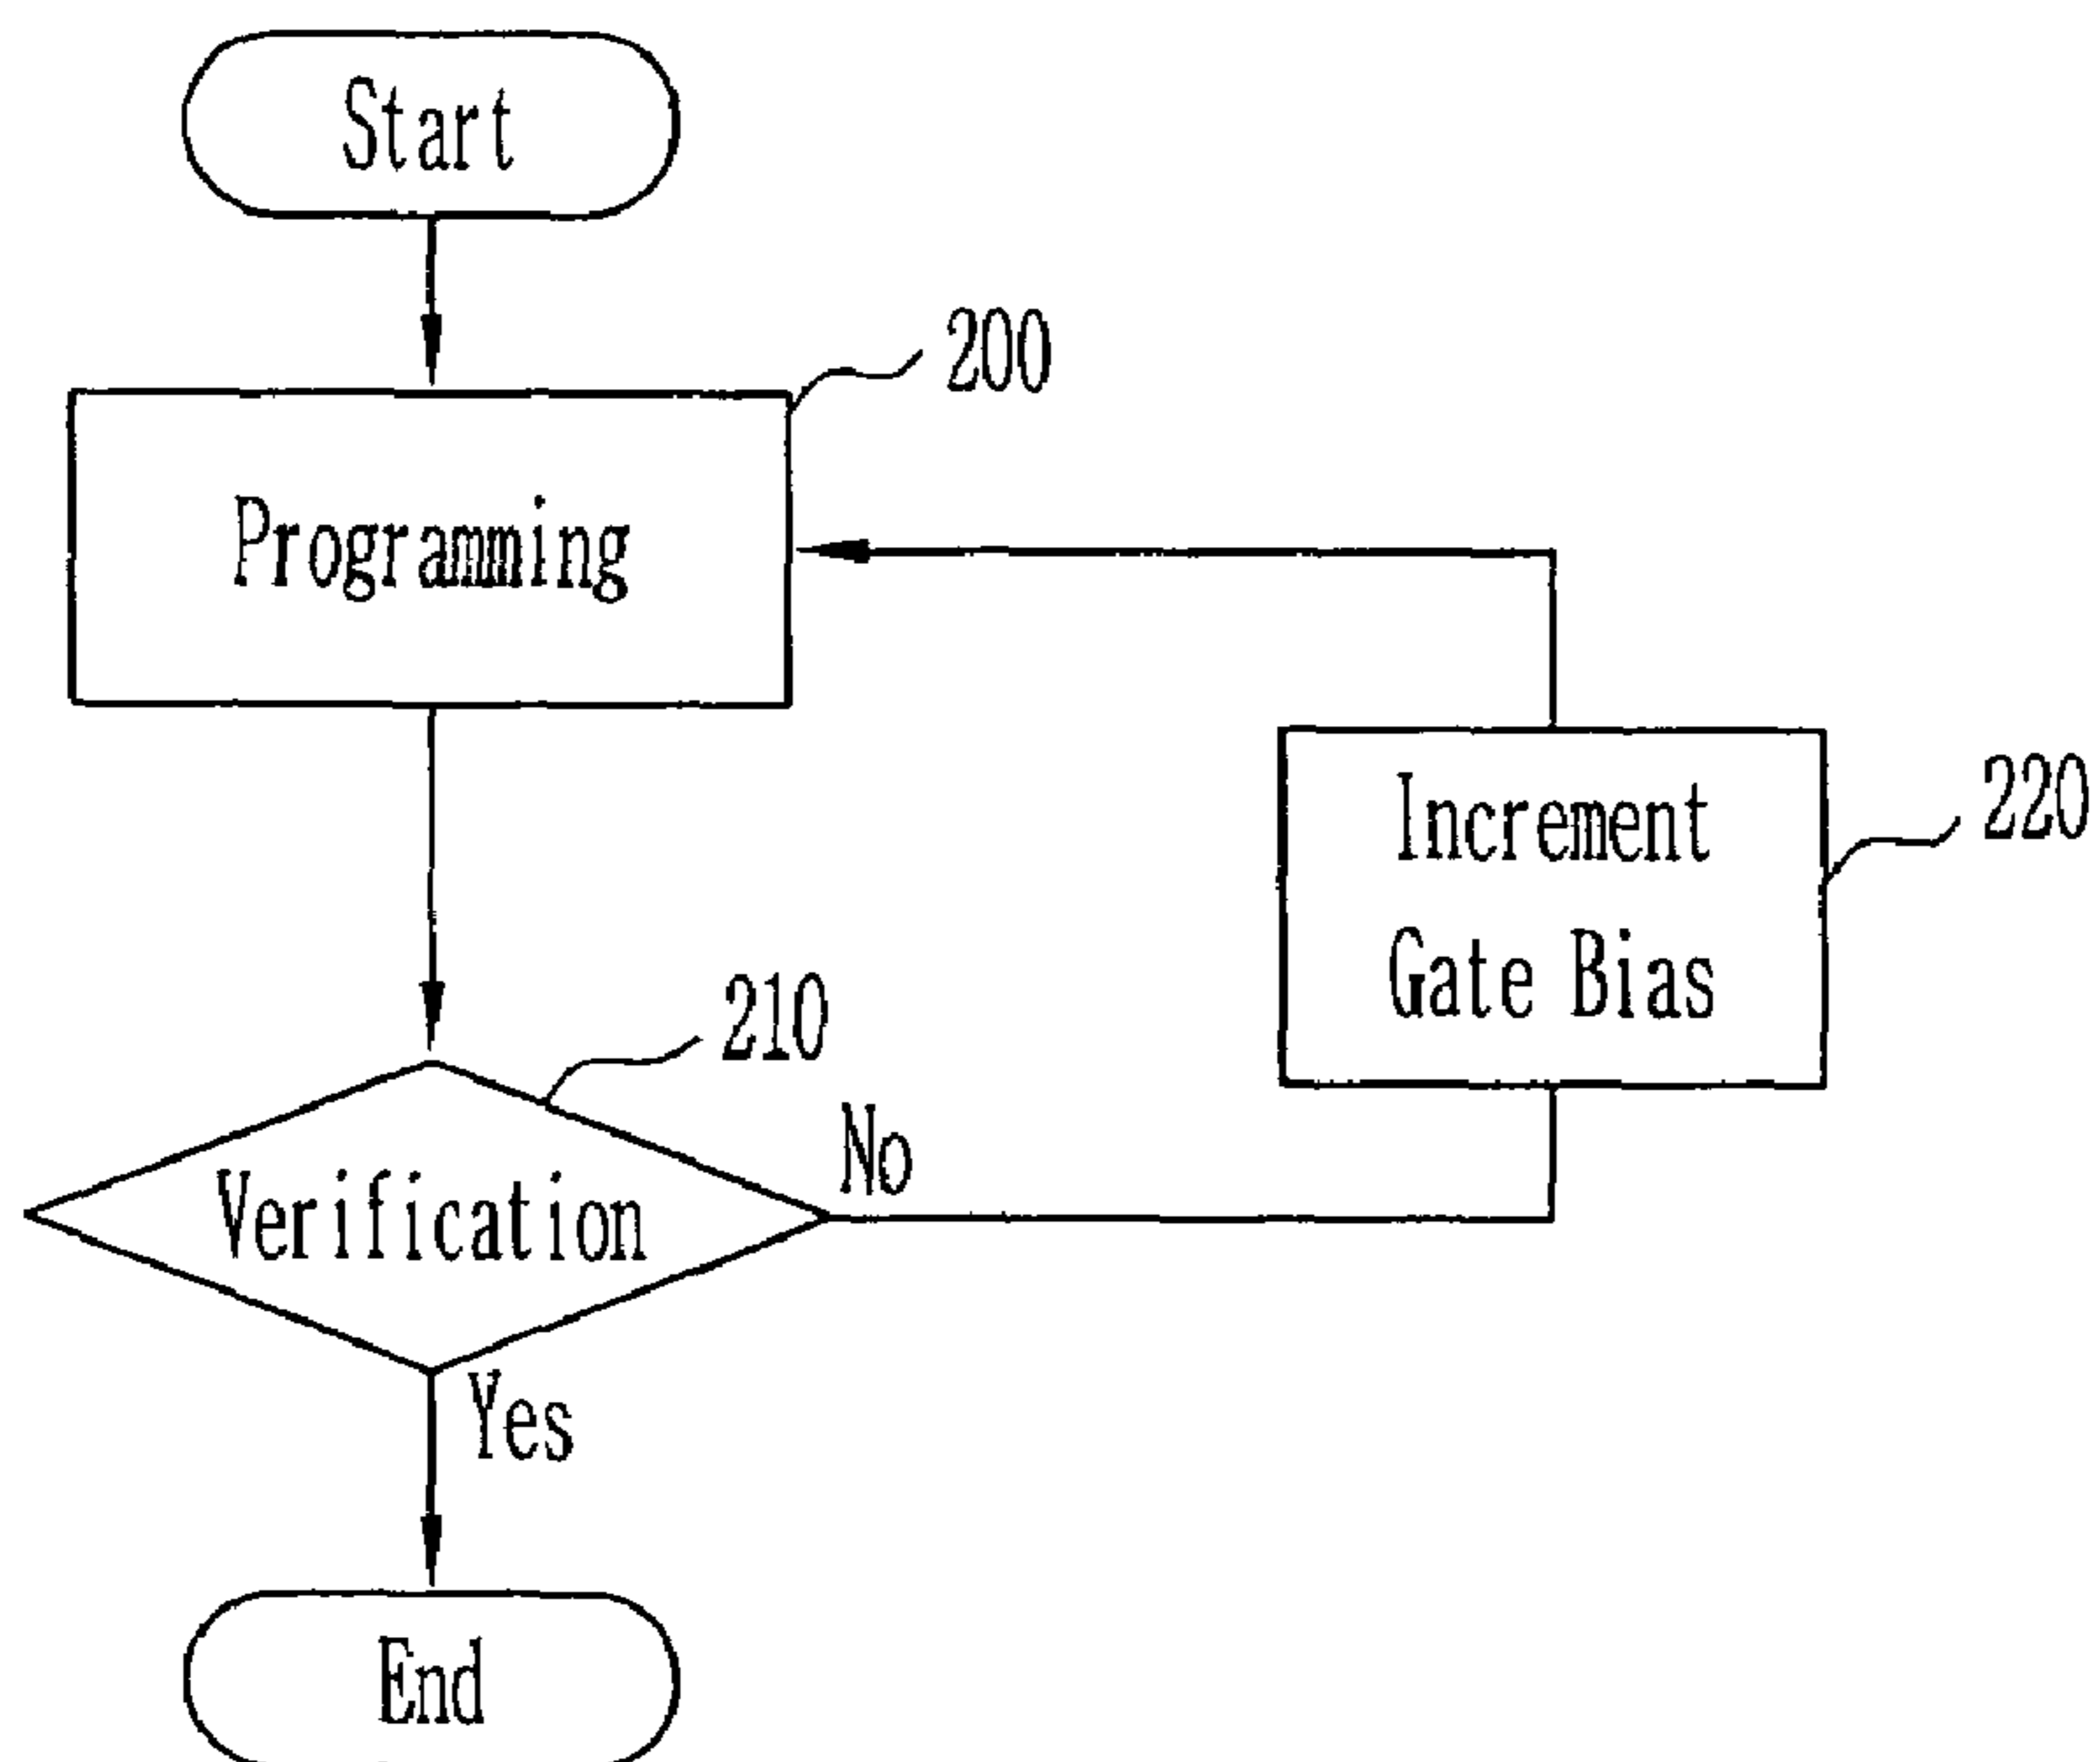 Start
200
Programming
Increment
Gate Bias
220
210
Verification
No
Yes
End